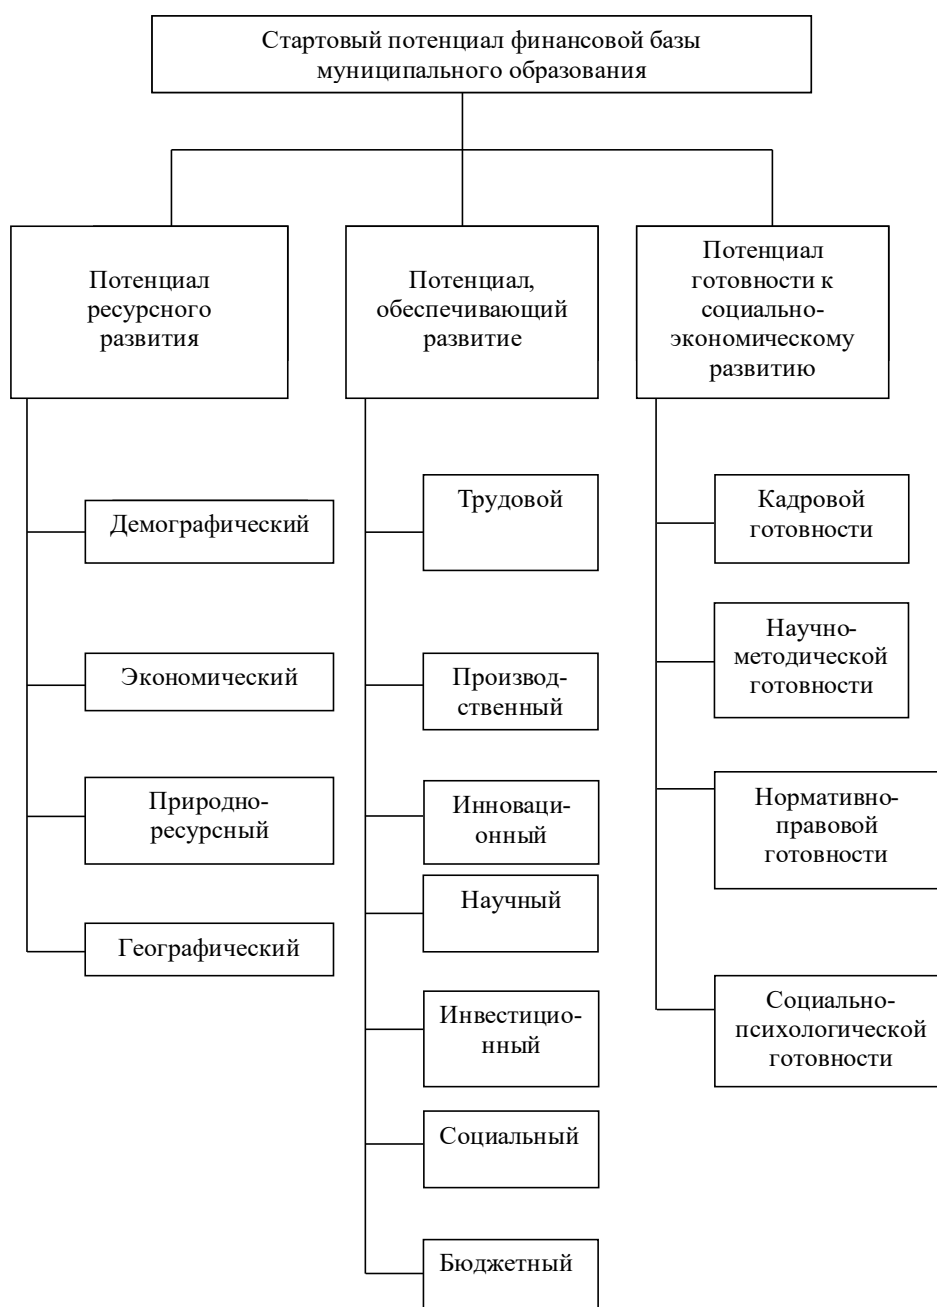 Стартовый потенциал финансовой базы
муниципального образования
Потенциал
ресурсного
развития
Потенциал,
обеспечивающий
развитие
Потенциал
готовности к
социально-
экономическому
развитию
Демографический
Экономический
Природно-
ресурсный
Географический
Трудовой
Производ-
ственный
Инноваци-
онный
Научный
Инвестицио-
нный
Социальный
Бюджетный
Кадровой
готовности
Научно-
методической
готовности
Нормативно-
правовой
готовности
Социально-
психологической
готовности